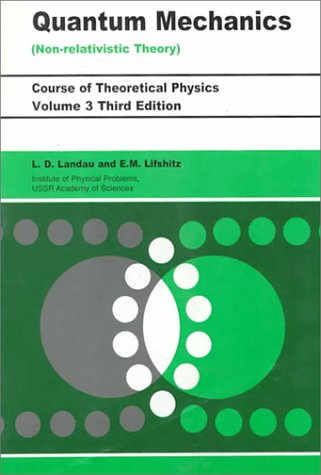 Quantum Mechanics
(Non-relativistic Theory)
Course of Theoretical Physics
Volume 3 Third Edition
L. D. Landau and E.M. Lifshitz
Institute of Physical Problems,
USSR Academy of Sciences